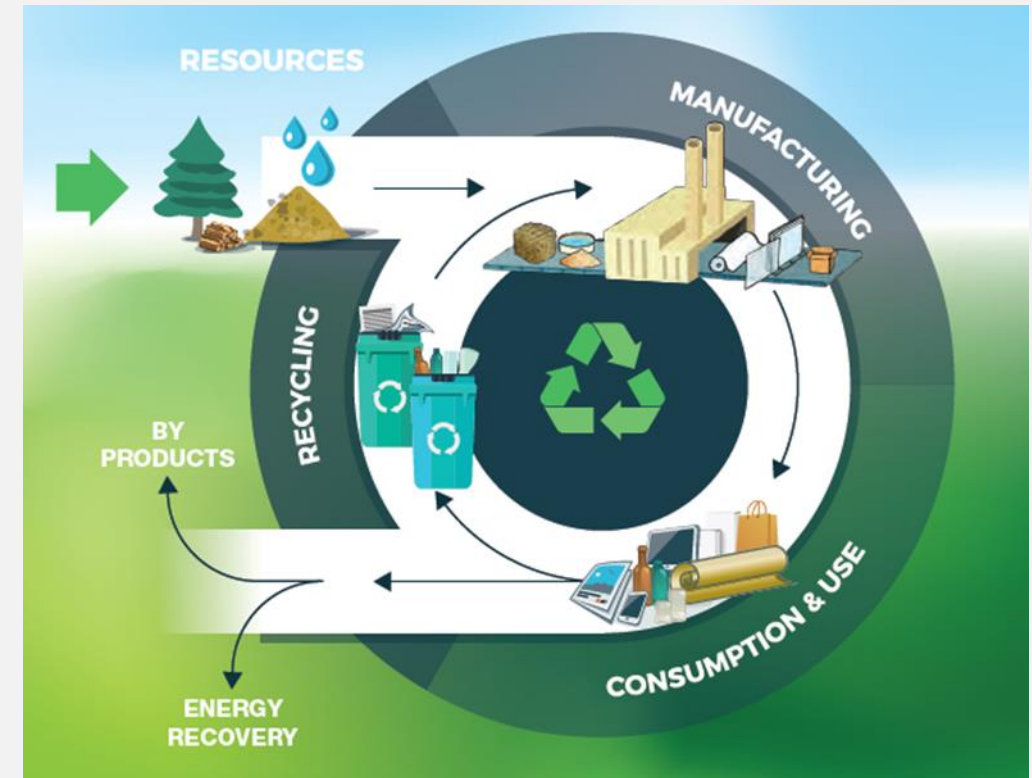 RESOURCES
MANUFACTURING
RECYCLING
BY
PRODUCTS
CONSUMPTION & USE
ENERGY
RECOVERY